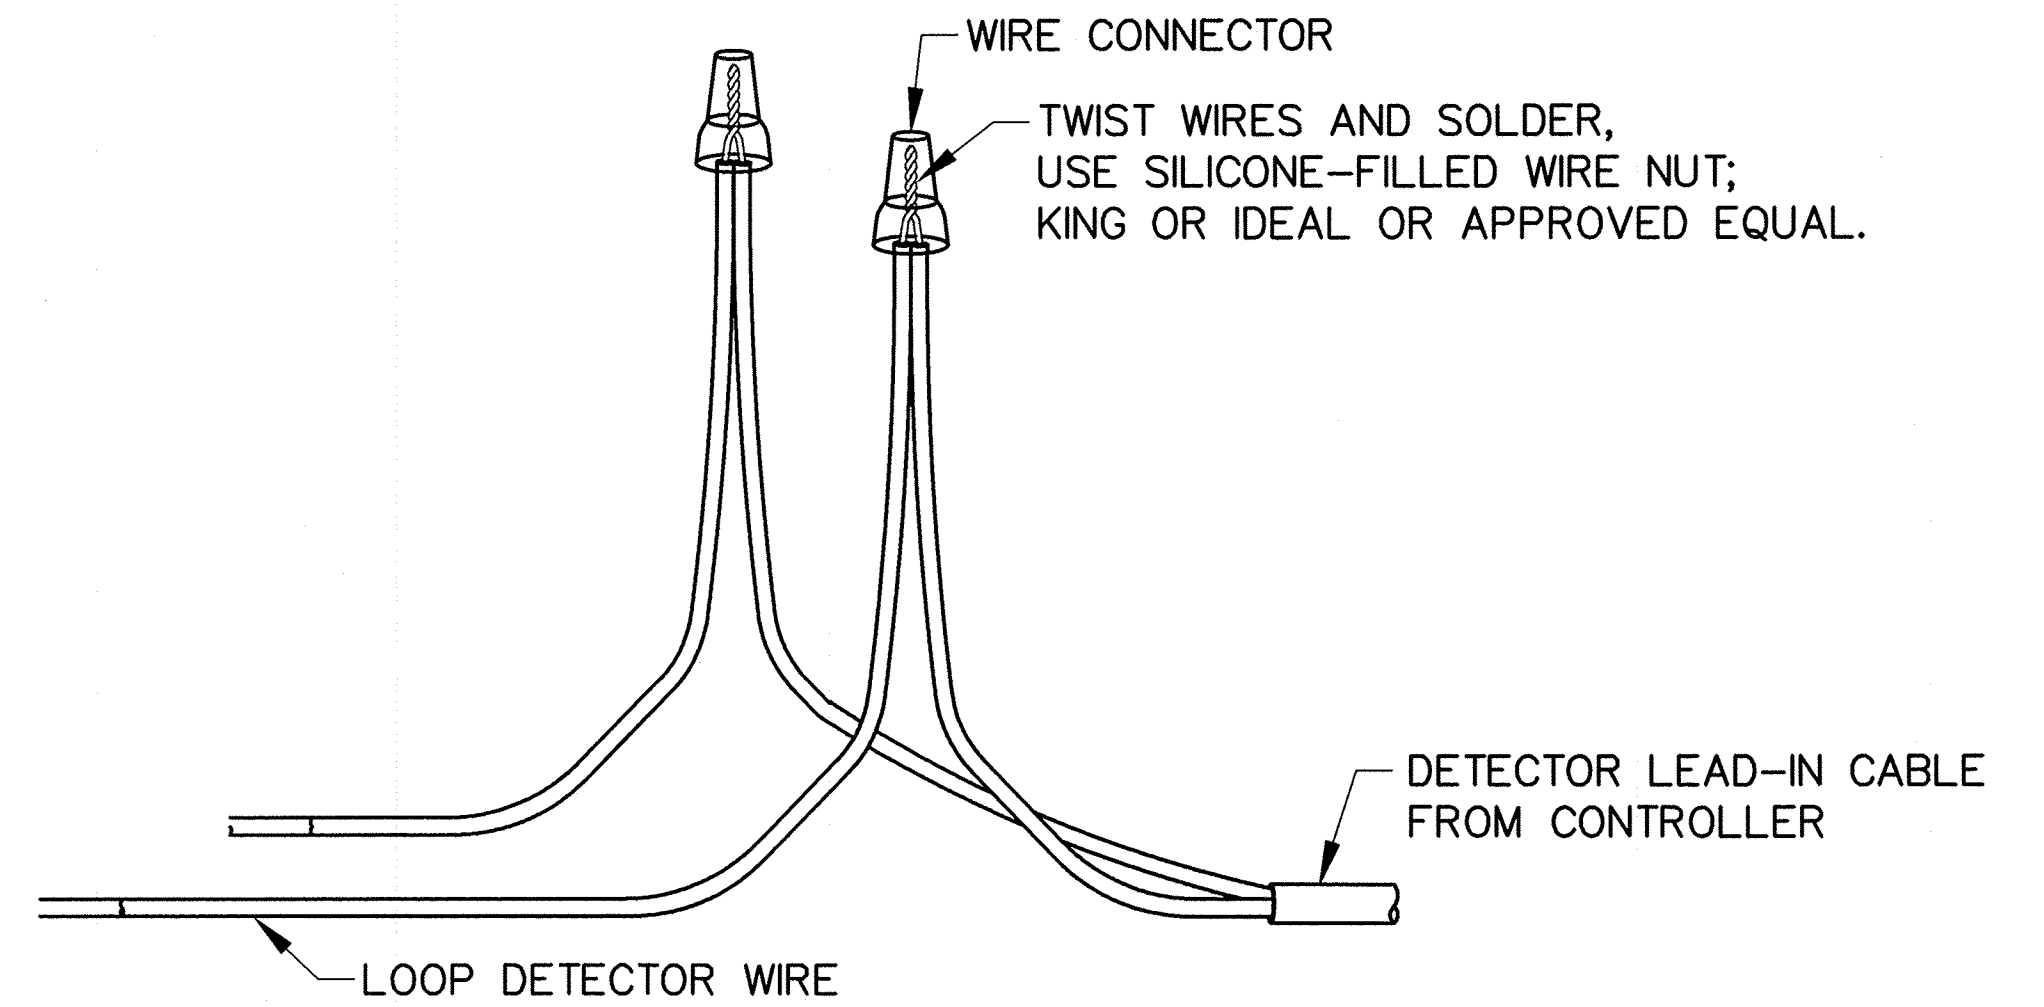 WIRE CONNECTOR
TWIST WIRES AND SOLDER,
USE SILICONE-FILLED WIRE NUT;
KING OR IDEAL OR APPROVED EQUAL.
DETECTOR LEAD-IN CABLE
FROM CONTROLLER
LOOP DETECTOR WIRE